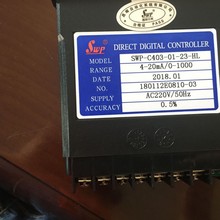 SWP
DIRECT DIGITAL CONTROLLER
MODEL SWP-C403-01-23-HL
RANGE 4-20mA/0-1000
DATE 2018.01
NO. 180112E0810-03
SUPPLY AC220V/50Hz
ACCURACY 0.5%